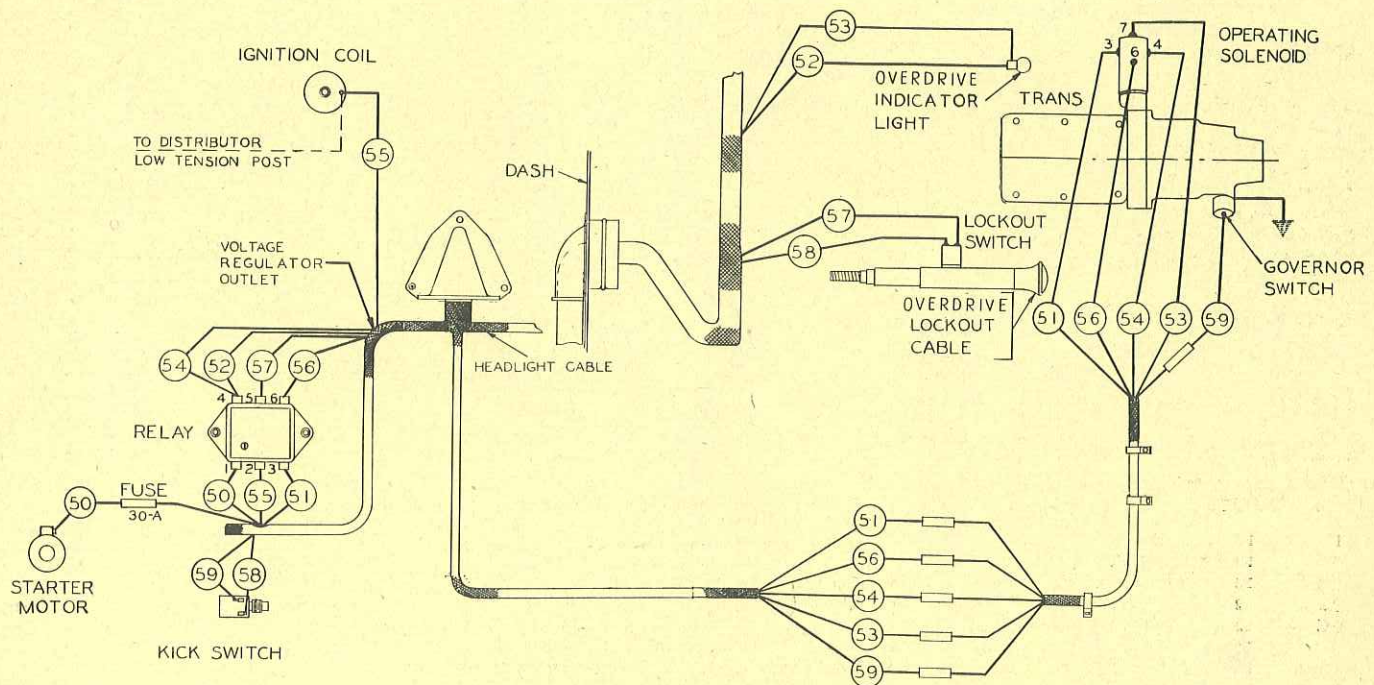 IGNITION COIL
TO DISTRIBUTOR
LOW TENSION POST
55
VOLTAGE
REGULATOR
OUTLET
HEADLIGHT CABLE
DASH
53
52
OVERDRIVE
INDICATOR
LIGHT
57
58
LOCKOUT
SWITCH
OVERDRIVE
LOCKOUT
CABLE
TRANS
7
3 6 4
OPERATING
SOLENOID
GOVERNOR
SWITCH
51 56 54 53 59
54 52 57 56
4 5 6
RELAY
1 2 3
50 55 51
50
FUSE
30-A
STARTER
MOTOR
59 58
KICK SWITCH
51
56
54
53
59